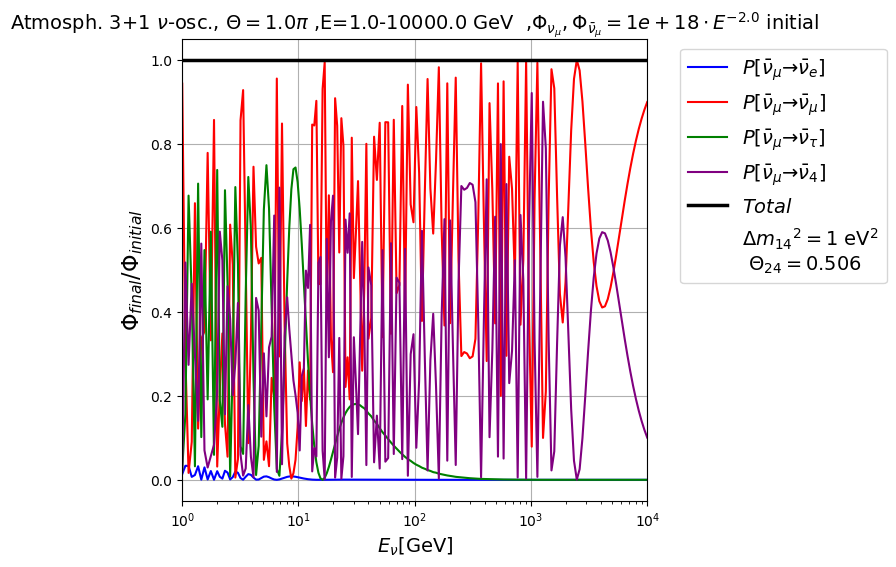 Atmosph. 3+1 ν-osc., Θ = 1.0π ,E=1.0-10000.0 GeV ,Φ_{ν_μ}, Φ_{ν̄_μ} = 1e + 18 · E^{−2.0} initial
P[ν̄_μ→ν̄_e]
P[ν̄_μ→ν̄_μ]
P[ν̄_μ→ν̄_τ]
P[ν̄_μ→ν̄_4]
Total
Δm_{14}² = 1 eV²
Θ_{24} = 0.506
Φ_{final}/Φ_{initial}
1.0
0.8
0.6
0.4
0.2
0.0
10^0
10^1
10^2
10^3
10^4
E_ν[GeV]